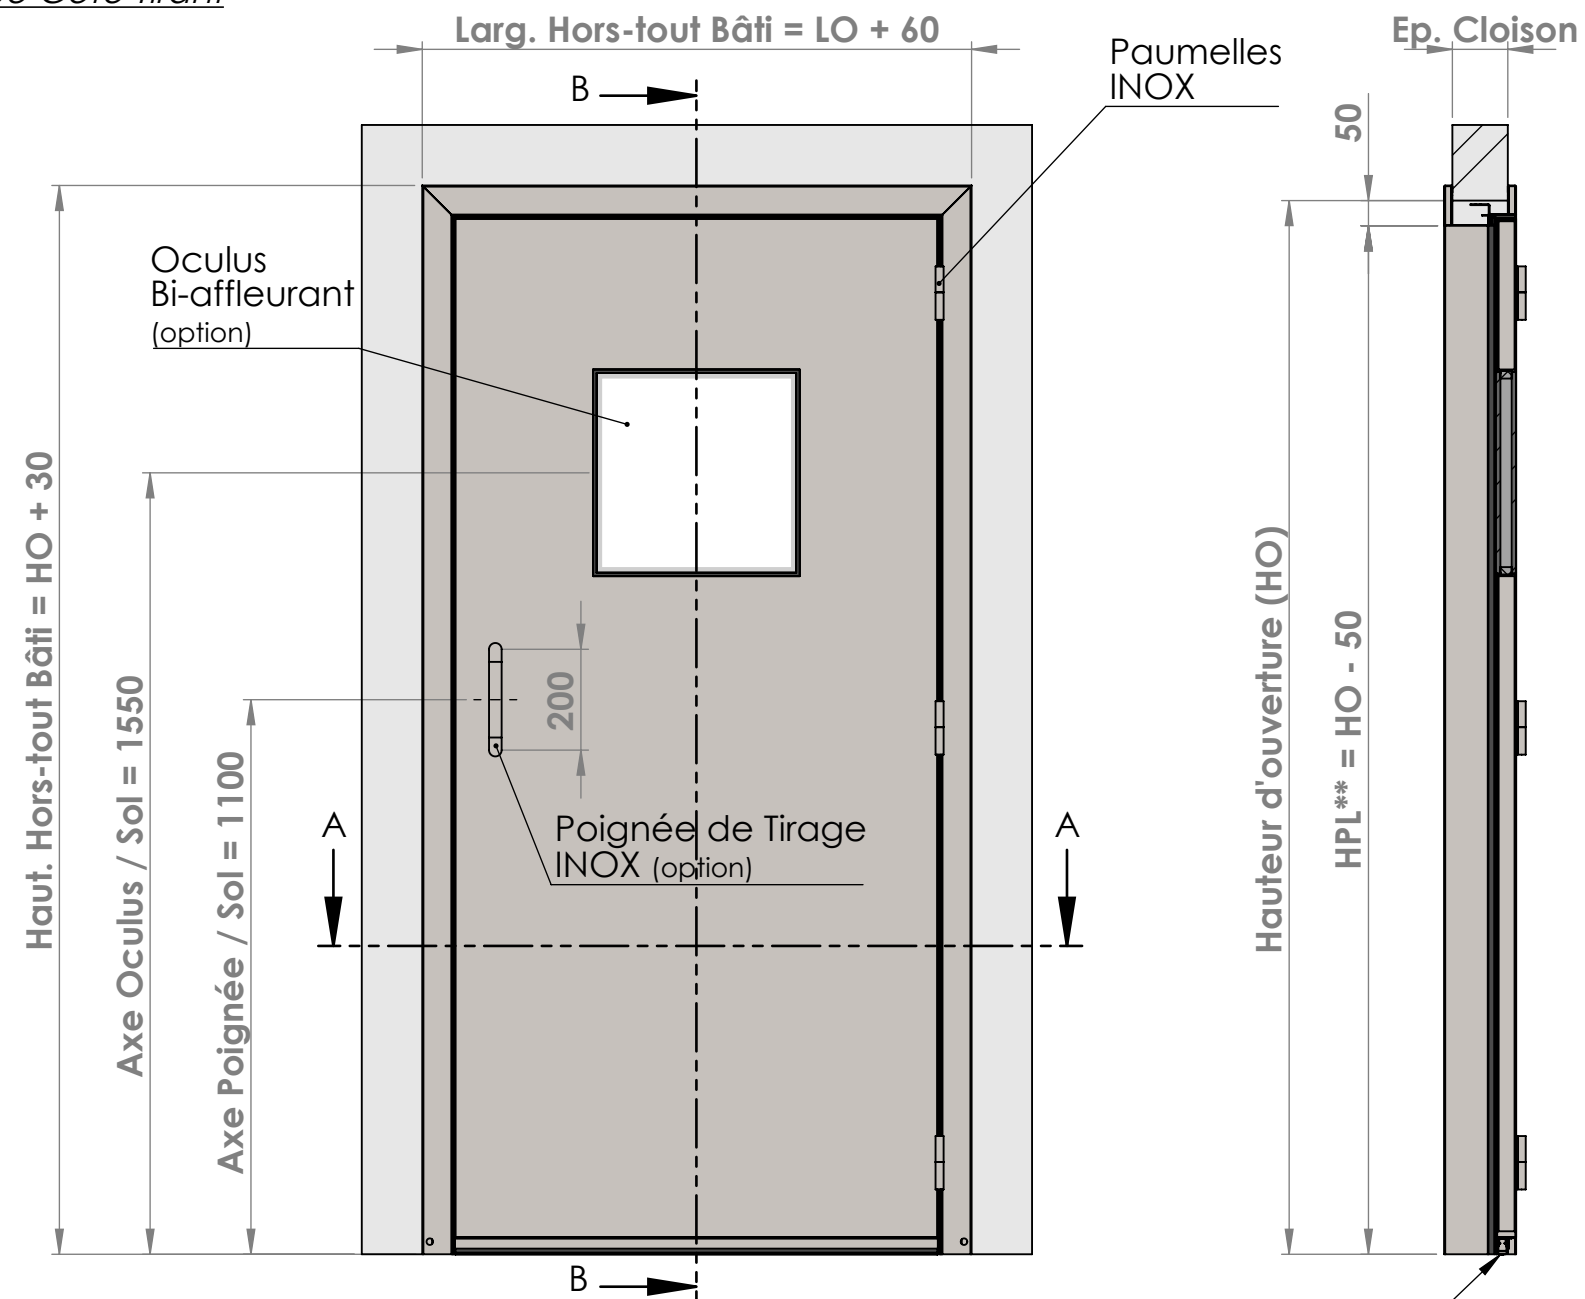 Côté Tirant
Larg. Hors-tout Bâti = LO + 60
Ep. Cloison
Paumelles
INOX
B
50
Oculus
Bi-affleurant
(option)
Haut. Hors-tout Bâti = HO + 30
Axe Oculus / Sol = 1550
Axe Poignée / Sol = 1100
200
Hauteur d'ouverture (HO)
HPL** = HO - 50
A
A
Poignée de Tirage
INOX (option)
B